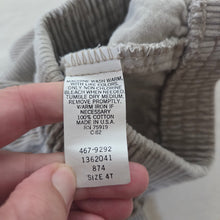 MACHINE WASH WARM,
WITH LIKE COLORS.
ONLY NON CHLORINE
BLEACH WHEN NEEDED.
TUMBLE DRY MEDIUM.
REMOVE PROMPTLY.
WARM IRON IF
NECESSARY
100% COTTON
MADE IN U.S.A.
RN 75919
C-02
467-9292
1362041
874
SIZE 4T